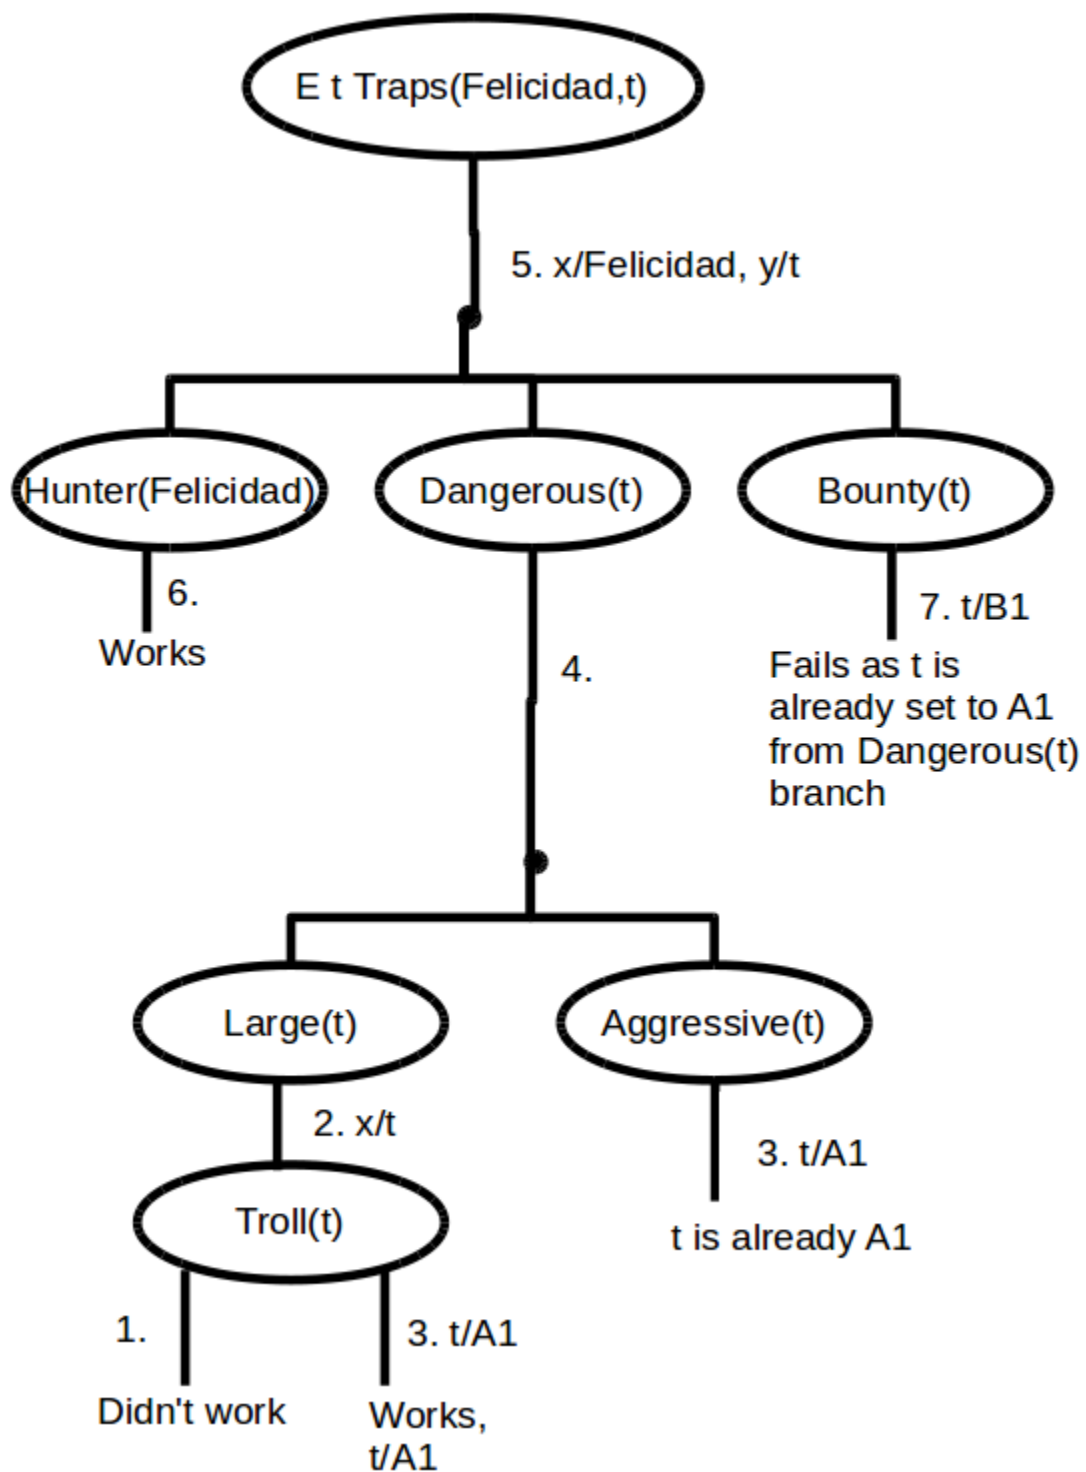 E t Traps(Felicidad,t)
5. x/Felicidad, y/t
Hunter(Felicidad)
Dangerous(t)
Bounty(t)
6.
Works
4.
7. t/B1
Fails as t is
already set to A1
from Dangerous(t)
branch
Large(t)
Aggressive(t)
2. x/t
3. t/A1
t is already A1
Troll(t)
1.
Didn't work
3. t/A1
Works,
t/A1